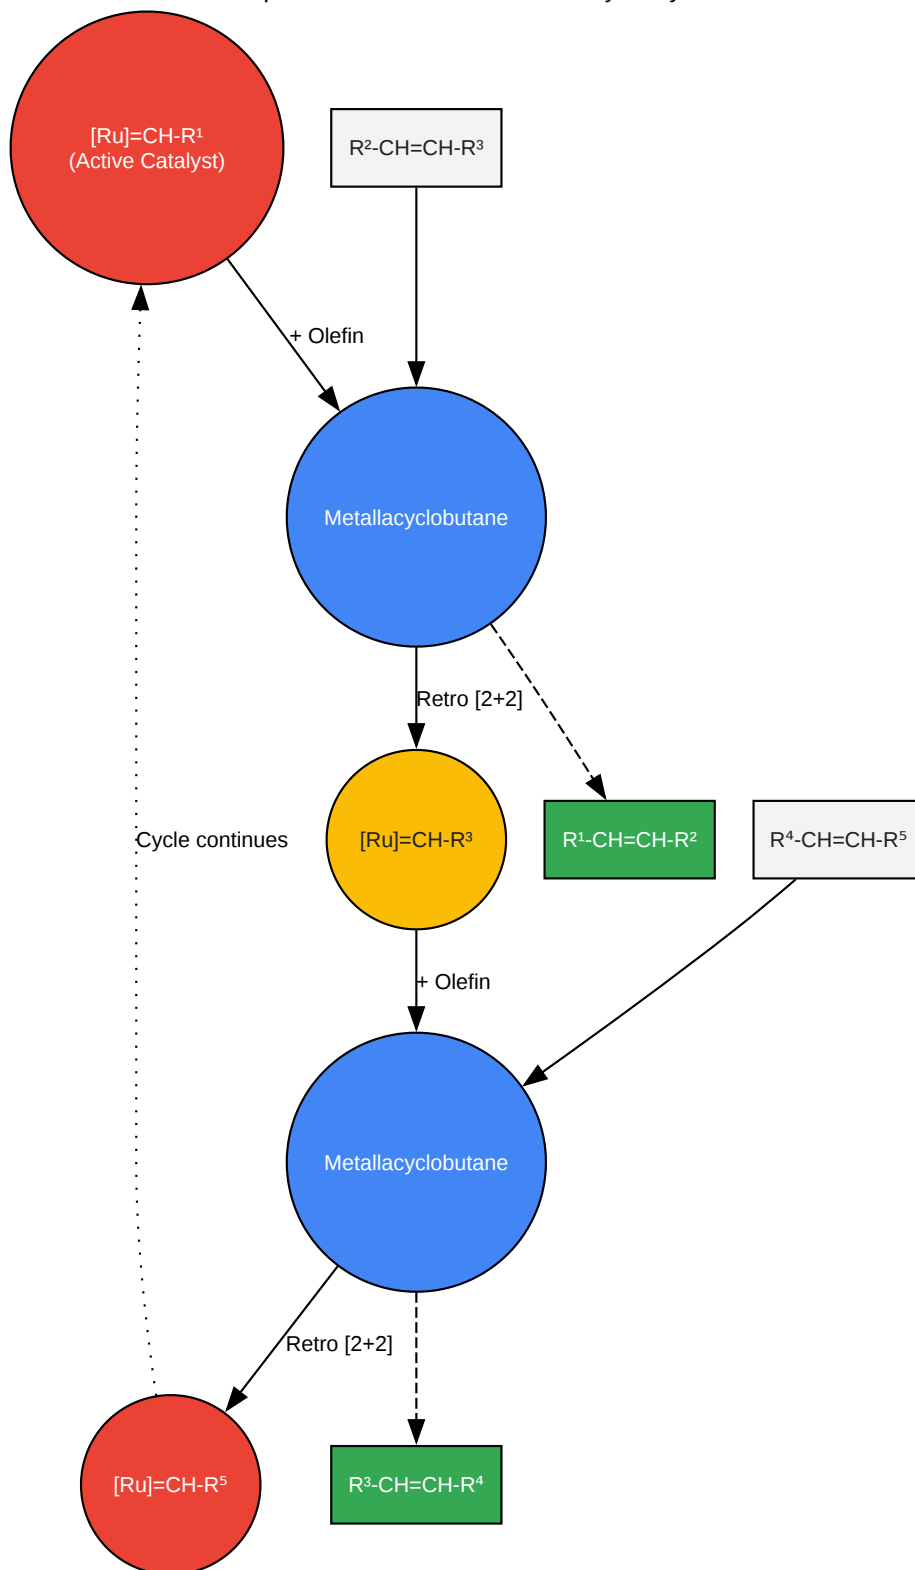 [Ru]=CH-R¹
(Active Catalyst)
R²-CH=CH-R³
+ Olefin
Metallacyclobutane
Retro [2+2]
Cycle continues
[Ru]=CH-R³
R¹-CH=CH-R²
R⁴-CH=CH-R⁵
+ Olefin
Metallacyclobutane
Retro [2+2]
[Ru]=CH-R⁵
R³-CH=CH-R⁴